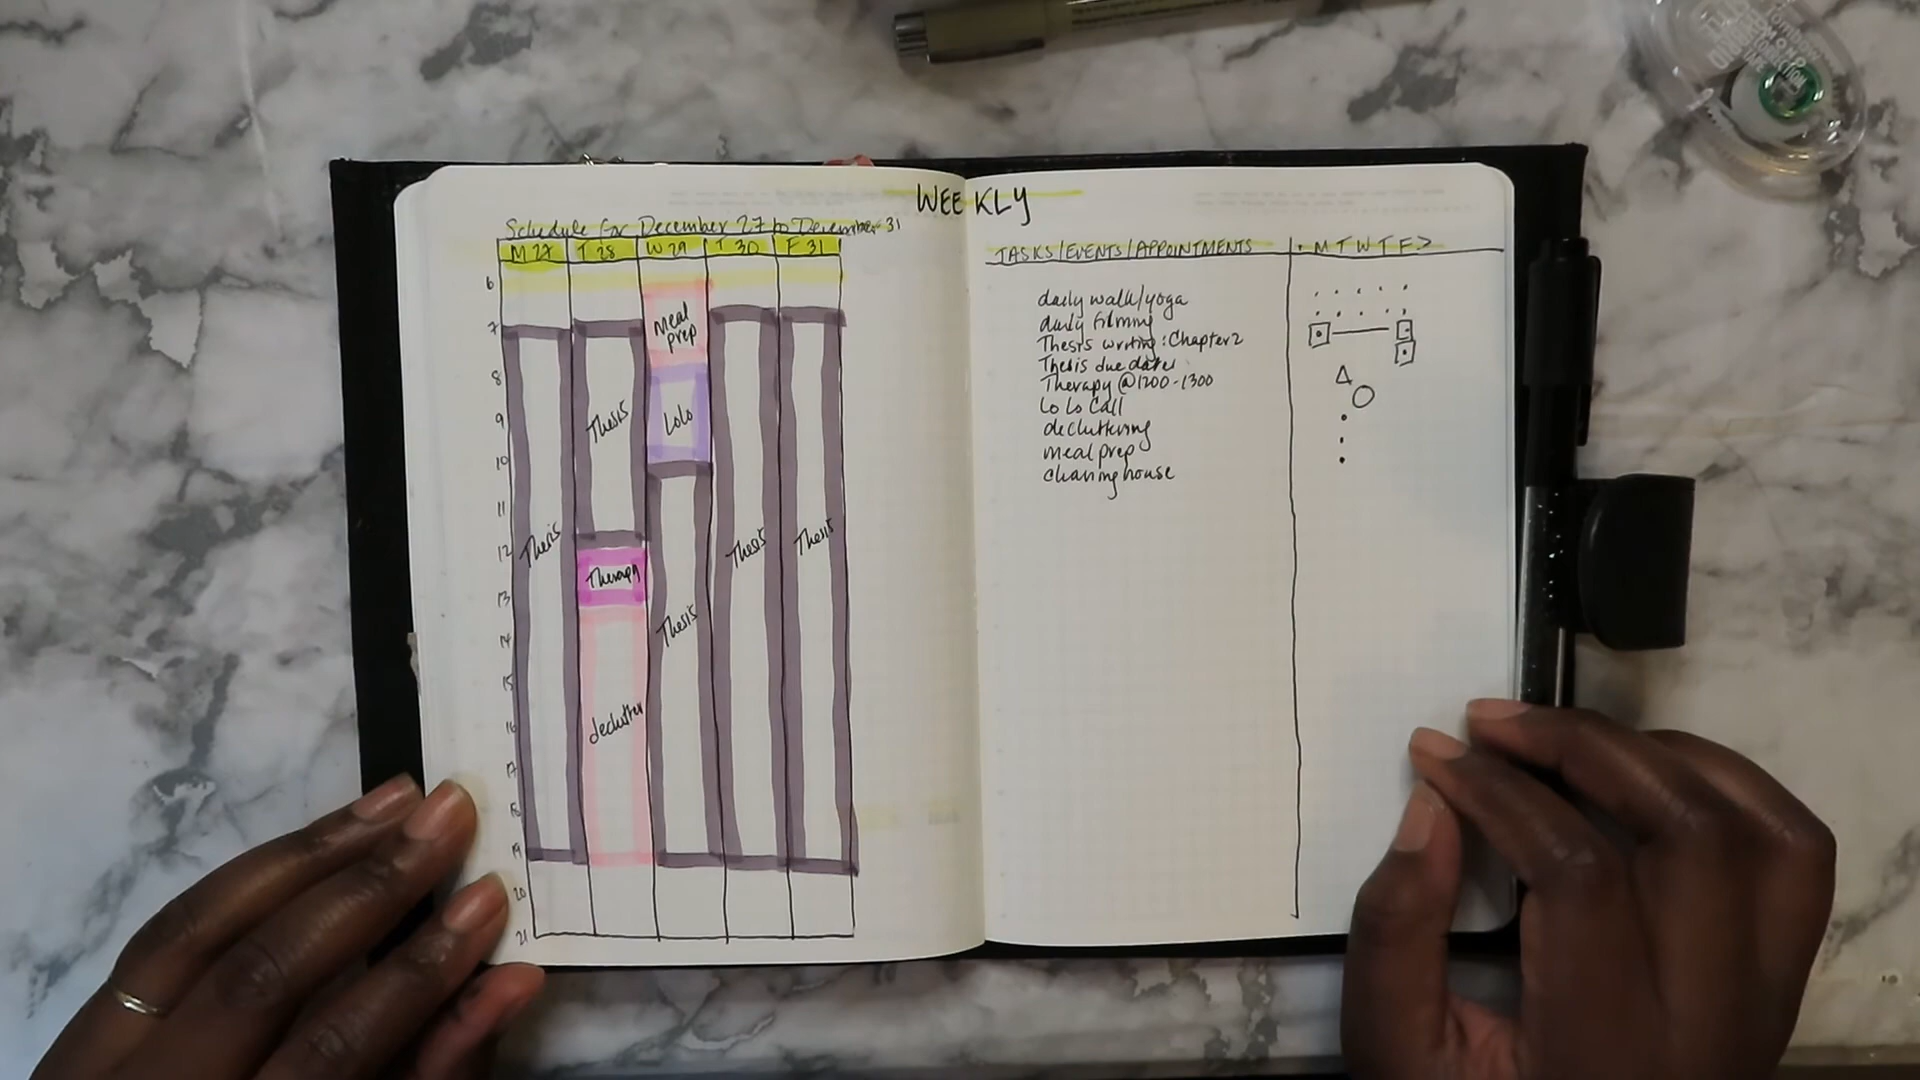 WEEKLY
Schedule for December 27 to December 31
M 27 T 28 W 29 T 30 F 31
6
7
8
9
10
11
12
13
14
15
16
17
18
19
20
21
Meal
prep
Thesis
LoLo
Thesis
Thesis
Thesis
Therapy
Thesis
declutter
TASKS/EVENTS/APPOINTMENTS
. M T W T F >
daily walk/yoga
daily filming
Thesis writing: Chapter 2
Thesis due date
Therapy @1200-1300
Lo Lo Call
decluttering
meal prep
cleaning house
Tombow